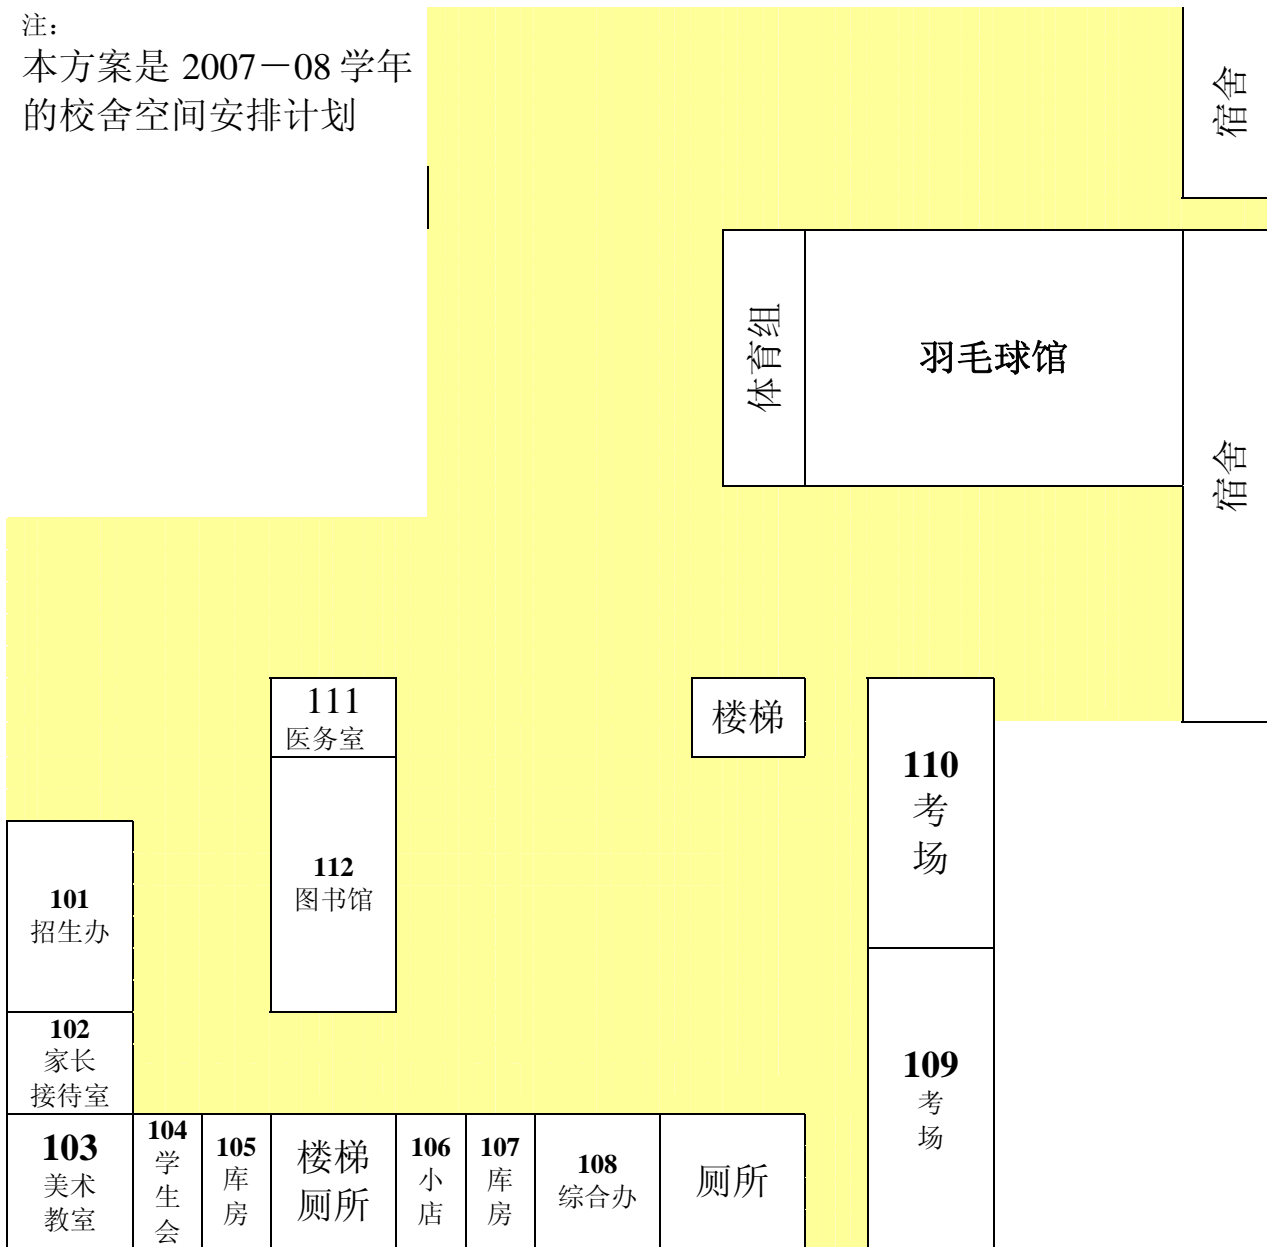 注：
本方案是 2007－08 学年
的校舍空间安排计划
宿舍
体育组
羽毛球馆
宿舍
111
医务室
楼梯
110
考
场
112
图书馆
101
招生办
102
家长
接待室
109
考
场
103
美术
教室
104
学
生
会
105
库
房
楼梯
厕所
106
小
店
107
库
房
108
综合办
厕所